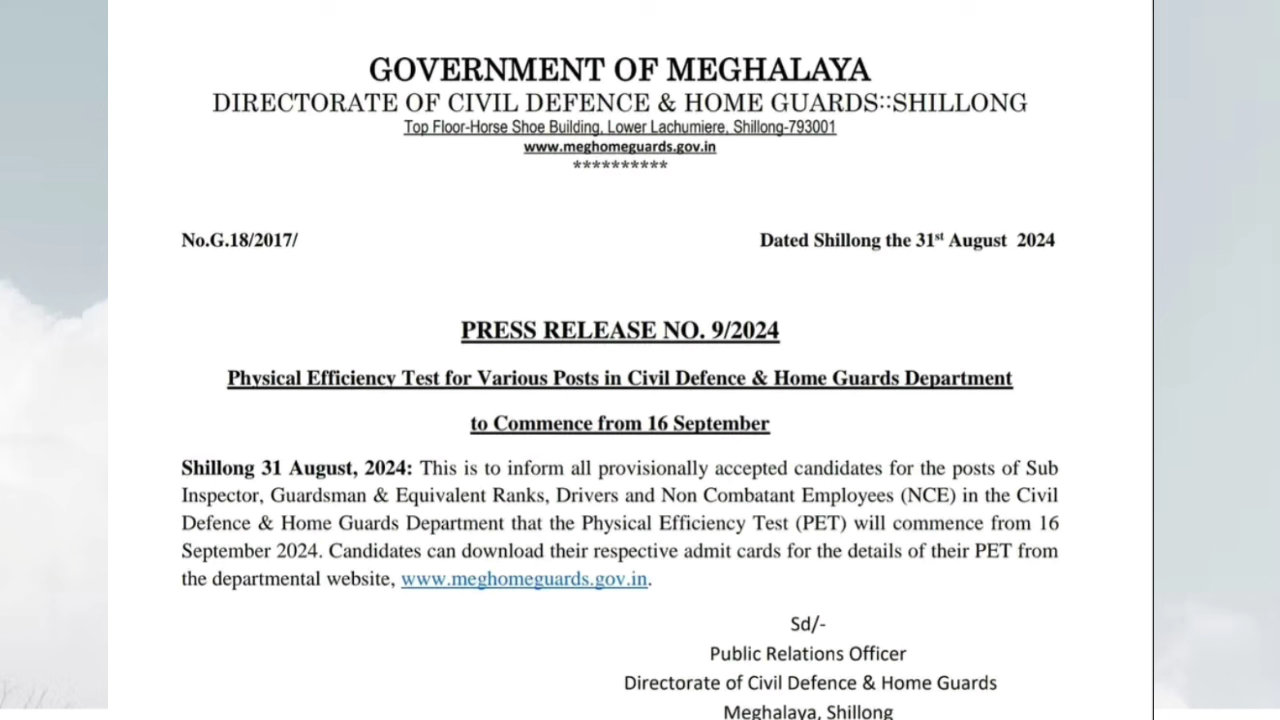 GOVERNMENT OF MEGHALAYA
DIRECTORATE OF CIVIL DEFENCE & HOME GUARDS::SHILLONG
Top Floor-Horse Shoe Building, Lower Lachumiere, Shillong-793001
www.meghomeguards.gov.in
**********
No.G.18/2017/ Dated Shillong the 31st August 2024
PRESS RELEASE NO. 9/2024
Physical Efficiency Test for Various Posts in Civil Defence & Home Guards Department
to Commence from 16 September
Shillong 31 August, 2024: This is to inform all provisionally accepted candidates for the posts of Sub
Inspector, Guardsman & Equivalent Ranks, Drivers and Non Combatant Employees (NCE) in the Civil
Defence & Home Guards Department that the Physical Efficiency Test (PET) will commence from 16
September 2024. Candidates can download their respective admit cards for the details of their PET from
the departmental website, www.meghomeguards.gov.in.
Sd/-
Public Relations Officer
Directorate of Civil Defence & Home Guards
Meghalaya, Shillong